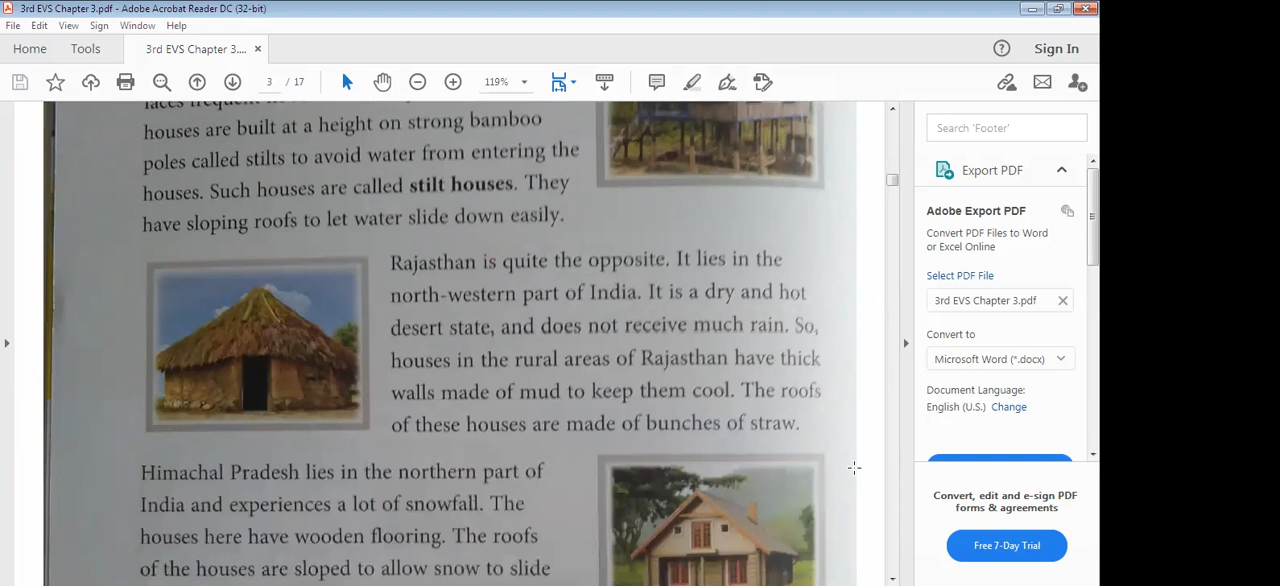 3rd EVS Chapter 3.pdf - Adobe Acrobat Reader DC (32-bit)
File Edit View Sign Window Help
Home Tools 3rd EVS Chapter 3.... × Sign In
3 / 17 119%
houses are built at a height on strong bamboo
poles called stilts to avoid water from entering the
houses. Such houses are called stilt houses. They
have sloping roofs to let water slide down easily.
Rajasthan is quite the opposite. It lies in the
north-western part of India. It is a dry and hot
desert state, and does not receive much rain. So,
houses in the rural areas of Rajasthan have thick
walls made of mud to keep them cool. The roofs
of these houses are made of bunches of straw.
Himachal Pradesh lies in the northern part of
India and experiences a lot of snowfall. The
houses here have wooden flooring. The roofs
of the houses are sloped to allow snow to slide
Search 'Footer'
Export PDF
Adobe Export PDF
Convert PDF Files to Word
or Excel Online
Select PDF File
3rd EVS Chapter 3.pdf
Convert to
Microsoft Word (*.docx)
Document Language:
English (U.S.) Change
Convert, edit and e-sign PDF
forms & agreements
Free 7-Day Trial